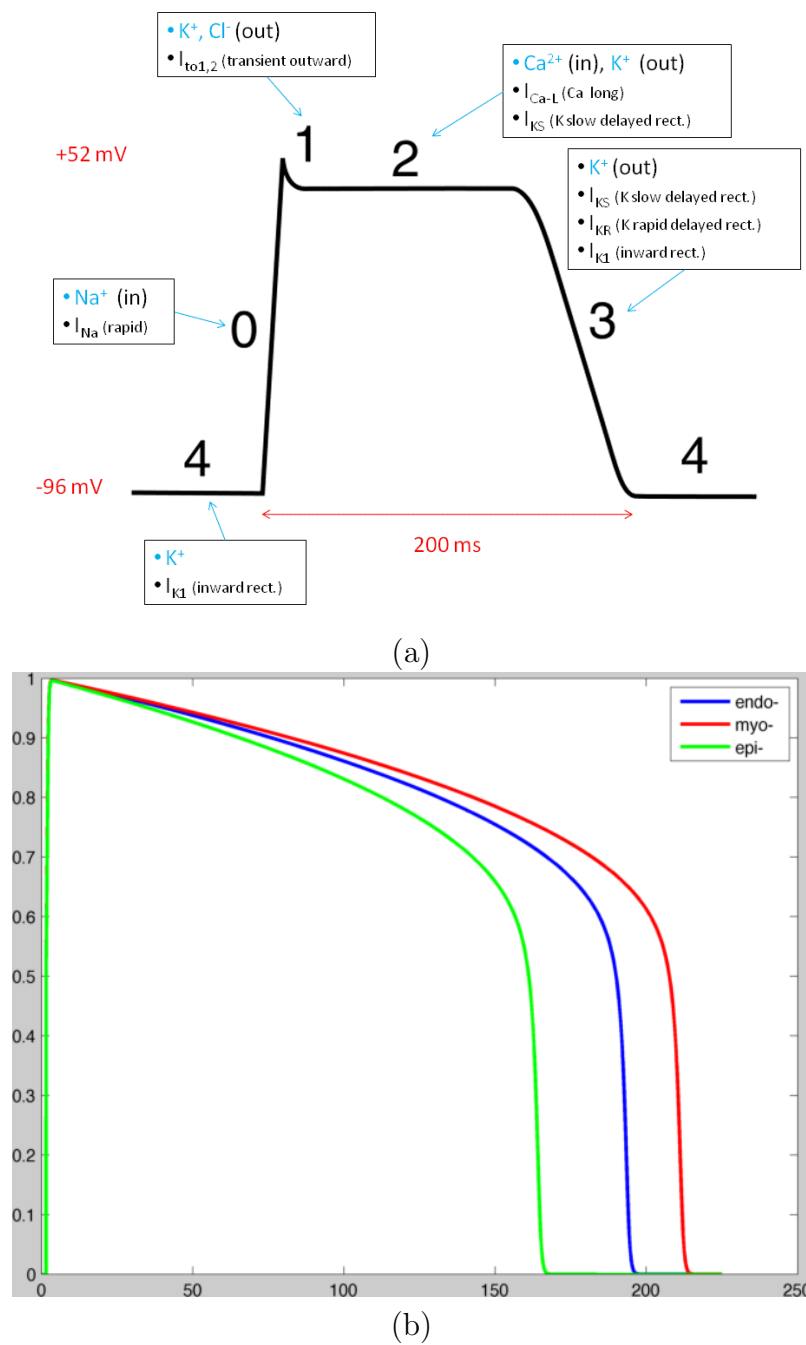 • K⁺, Cl⁻ (out)
• I_to1,2 (transient outward)
• Ca²⁺ (in), K⁺ (out)
• I_Ca-L (Ca long)
• I_KS (K slow delayed rect.)
+52 mV
1
2
• K⁺ (out)
• I_KS (K slow delayed rect.)
• I_KR (K rapid delayed rect.)
• I_K1 (inward rect.)
• Na⁺ (in)
• I_Na (rapid)
0
3
4
4
-96 mV
200 ms
• K⁺
• I_K1 (inward rect.)
(a)
1
0.9
0.8
0.7
0.6
0.5
0.4
0.3
0.2
0.1
0
endo-
myo-
epi-
0 50 100 150 200 250
(b)